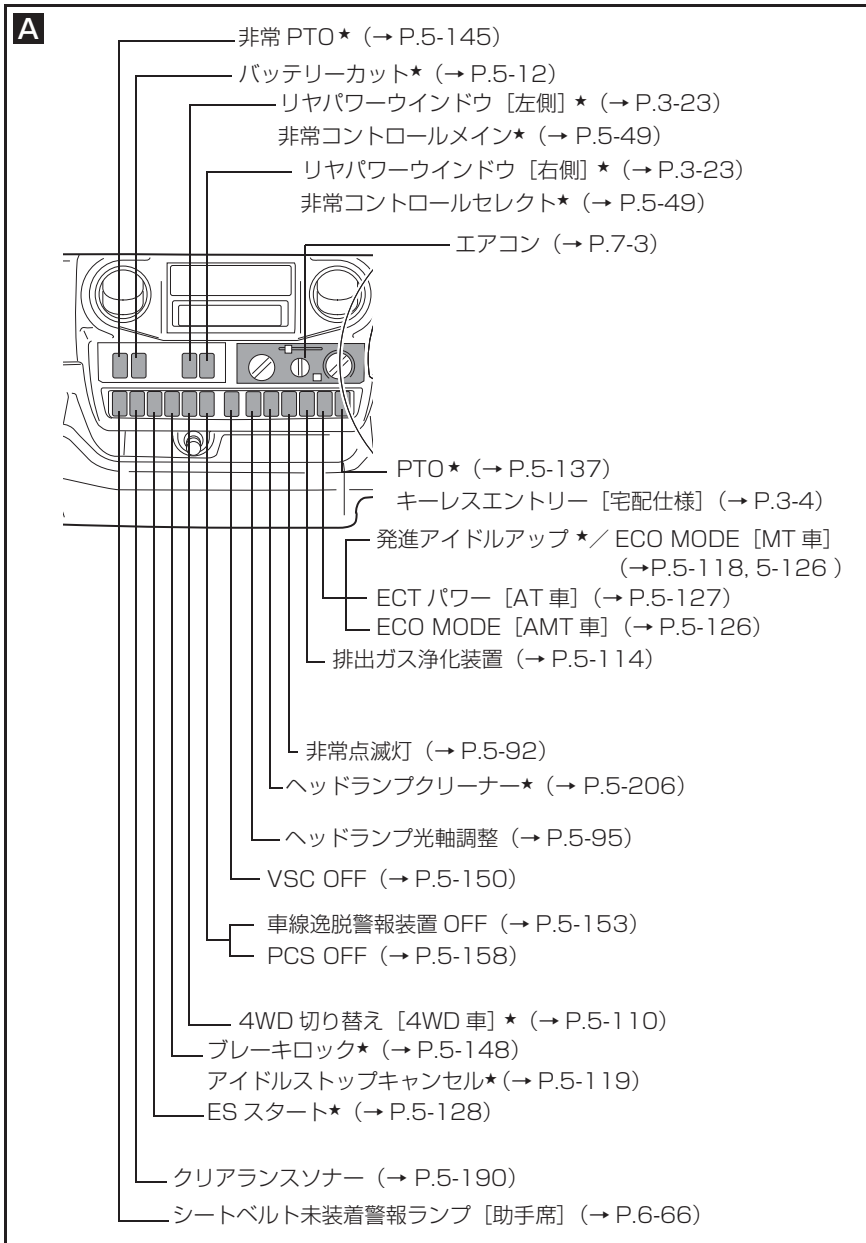 A
非常 PTO★（→ P.5-145）
バッテリーカット★（→ P.5-12）
リヤパワーウインドウ［左側］★（→ P.3-23）
非常コントロールメイン★（→ P.5-49）
リヤパワーウインドウ［右側］★（→ P.3-23）
非常コントロールセレクト★（→ P.5-49）
エアコン（→ P.7-3）
PTO★（→ P.5-137）
キーレスエントリー［宅配仕様］（→ P.3-4）
発進アイドルアップ ★／ ECO MODE［MT 車］
（→P.5-118, 5-126 ）
ECT パワー［AT 車］（→ P.5-127）
ECO MODE［AMT 車］（→ P.5-126）
排出ガス浄化装置（→ P.5-114）
非常点滅灯（→ P.5-92）
ヘッドランプクリーナー★（→ P.5-206）
ヘッドランプ光軸調整（→ P.5-95）
VSC OFF（→ P.5-150）
車線逸脱警報装置 OFF（→ P.5-153）
PCS OFF（→ P.5-158）
4WD 切り替え［4WD 車］★（→ P.5-110）
ブレーキロック★（→ P.5-148）
アイドルストップキャンセル★（→ P.5-119）
ES スタート★（→ P.5-128）
クリアランスソナー（→ P.5-190）
シートベルト未装着警報ランプ［助手席］（→ P.6-66）